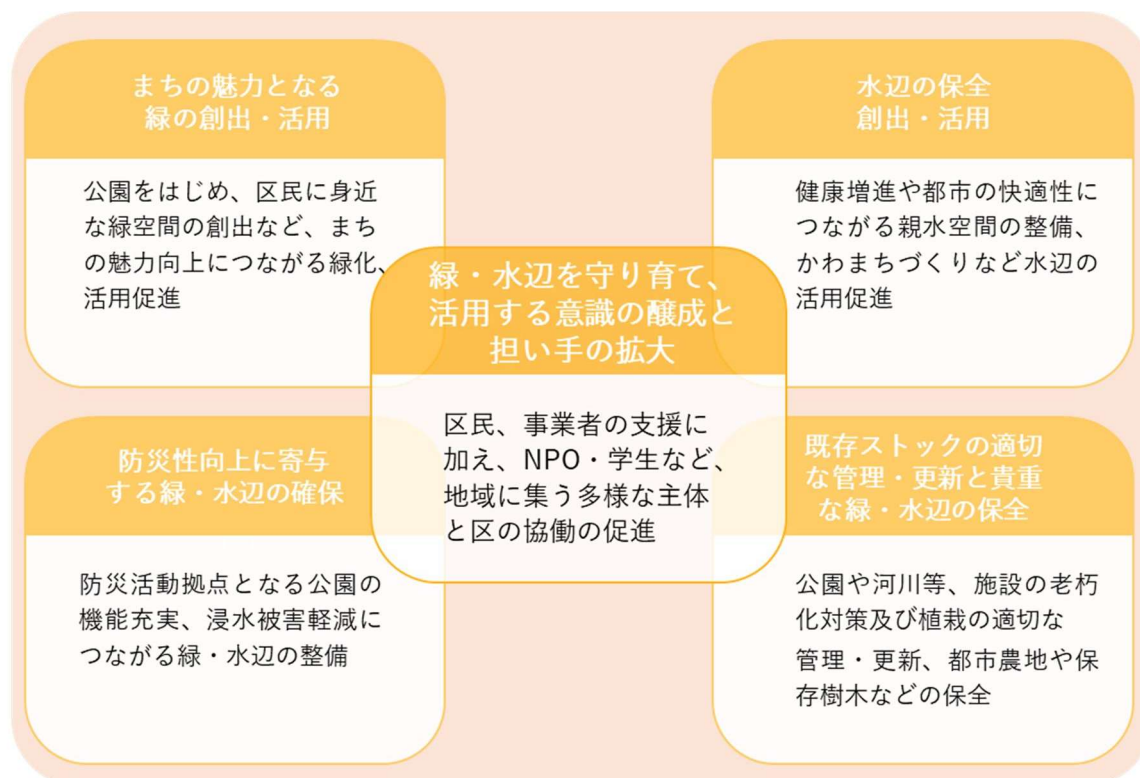 まちの魅力となる
緑の創出・活用
公園をはじめ、区民に身近
な緑空間の創出など、まち
の魅力向上につながる緑化、
活用促進
水辺の保全
創出・活用
健康増進や都市の快適性に
つながる親水空間の整備、
かわまちづくりなど水辺の
活用促進
緑・水辺を守り育て、
活用する意識の醸成と
担い手の拡大
区民、事業者の支援に
加え、NPO・学生など、
地域に集う多様な主体
と区の協働の促進
防災性向上に寄与
する緑・水辺の確保
防災活動拠点となる公園の
機能充実、浸水被害軽減に
つながる緑・水辺の整備
既存ストックの適切
な管理・更新と貴重
な緑・水辺の保全
公園や河川等、施設の老朽
化対策及び植栽の適切な
管理・更新、都市農地や保
存樹木などの保全